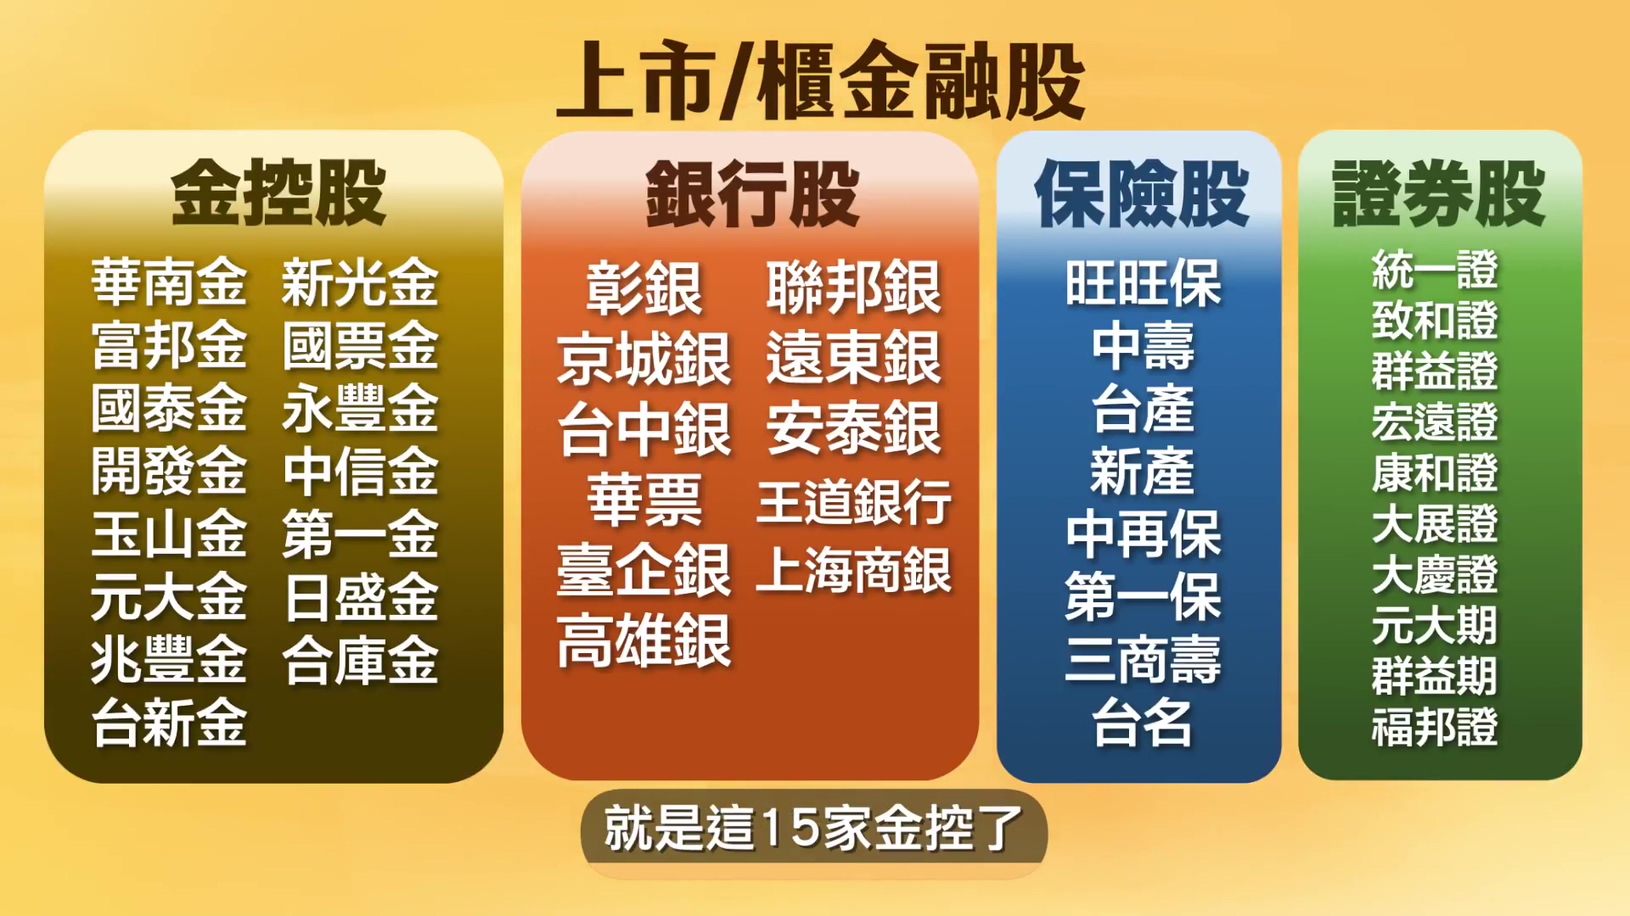 上市/櫃金融股
金控股
華南金 新光金
富邦金 國票金
國泰金 永豐金
開發金 中信金
玉山金 第一金
元大金 日盛金
兆豐金 合庫金
台新金
銀行股
彰銀 聯邦銀
京城銀 遠東銀
台中銀 安泰銀
華票 王道銀行
臺企銀 上海商銀
高雄銀
保險股
旺旺保
中壽
台產
新產
中再保
第一保
三商壽
台名
證券股
統一證
致和證
群益證
宏遠證
康和證
大展證
大慶證
元大期
群益期
福邦證
就是這15家金控了